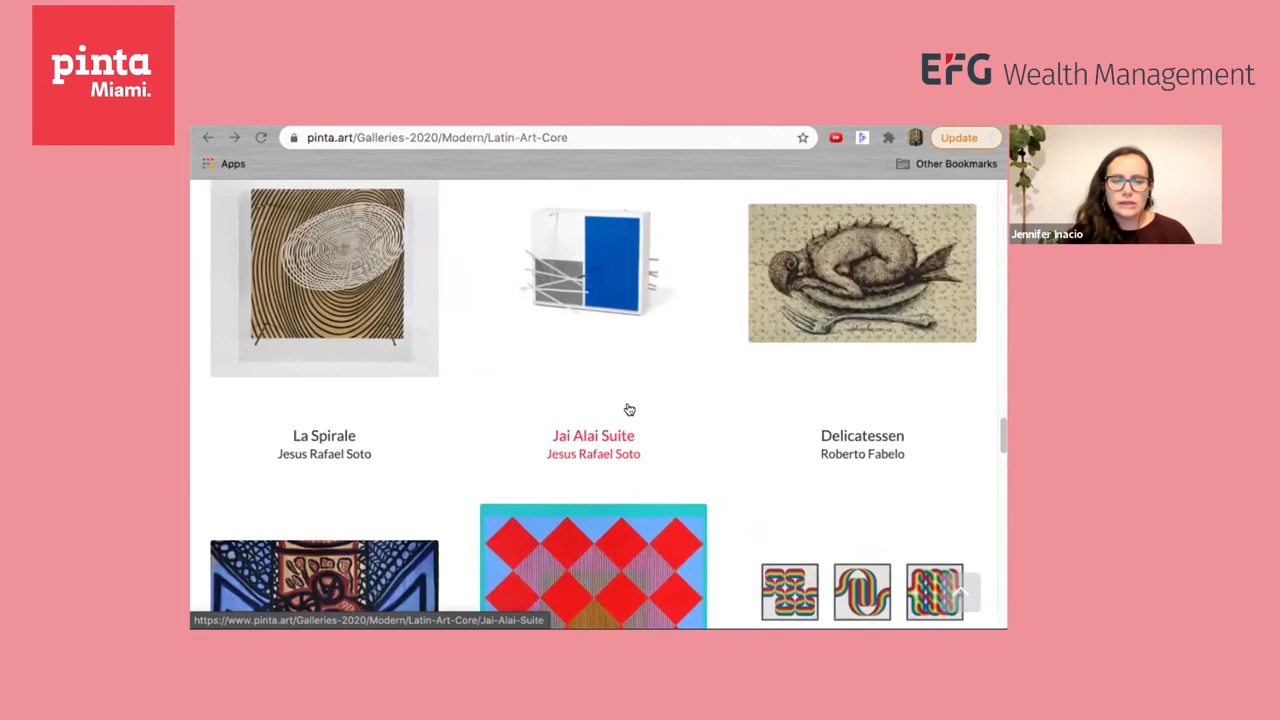 pinta
Miami.
EFG Wealth Management
pinta.art/Galleries-2020/Modern/Latin-Art-Core
Update
Apps
Other Bookmarks
Jennifer Inacio
La Spirale
Jesus Rafael Soto
Jai Alai Suite
Jesus Rafael Soto
Delicatessen
Roberto Fabelo
https://www.pinta.art/Galleries-2020/Modern/Latin-Art-Core/Jai-Alai-Suite